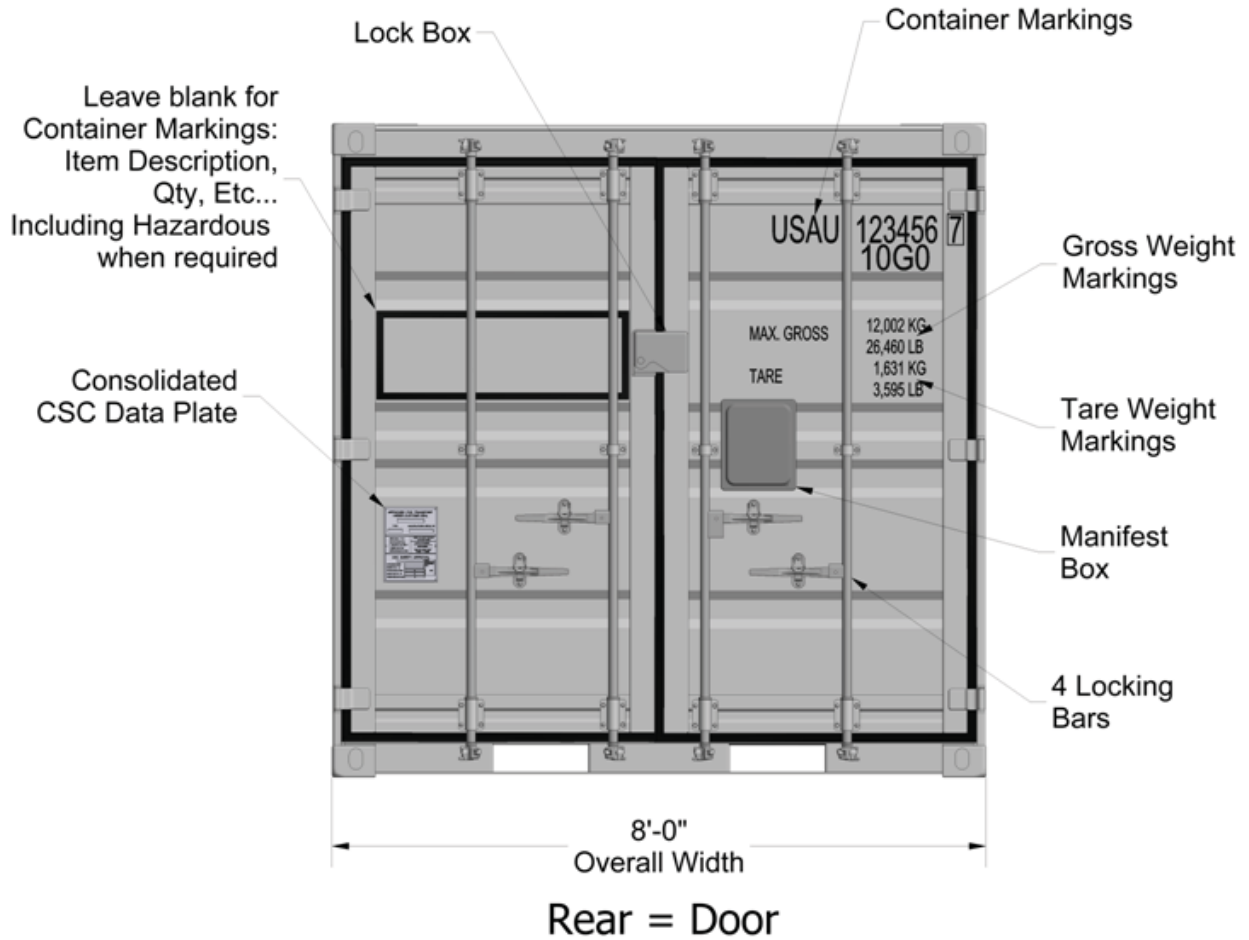 Lock Box
Container Markings
Leave blank for
Container Markings:
Item Description,
Qty, Etc...
Including Hazardous
when required
USAU 123456 7
10G0
Gross Weight
Markings
MAX. GROSS 12,002 KG
26,460 LB
TARE 1,631 KG
3,595 LB
Consolidated
CSC Data Plate
Tare Weight
Markings
Manifest
Box
4 Locking
Bars
8'-0"
Overall Width
Rear = Door